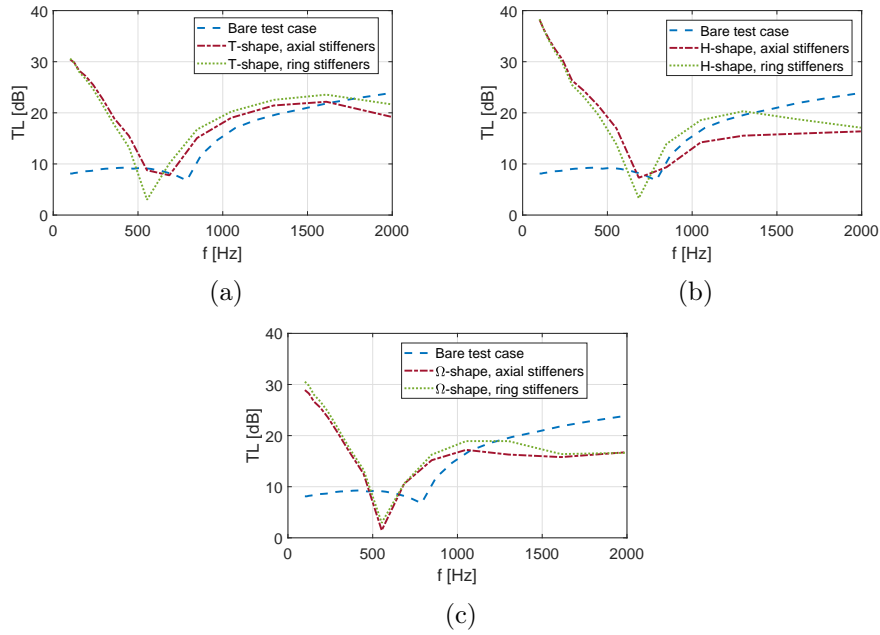 Bare test case
T-shape, axial stiffeners
T-shape, ring stiffeners
TL [dB]
40
30
20
10
0
0 500 1000 1500 2000
f [Hz]
(a)
Bare test case
H-shape, axial stiffeners
H-shape, ring stiffeners
TL [dB]
40
30
20
10
0
0 500 1000 1500 2000
f [Hz]
(b)
Bare test case
Ω-shape, axial stiffeners
Ω-shape, ring stiffeners
TL [dB]
40
30
20
10
0
0 500 1000 1500 2000
f [Hz]
(c)